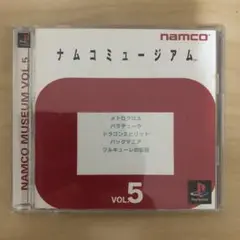 NAMCO MUSEUM VOL.5
namco
ナムコミュージアム
メトロクロス
バラデューク
ドラゴンスピリット
パックマニア
ワルキューレの伝説
VOL.5
PlayStation